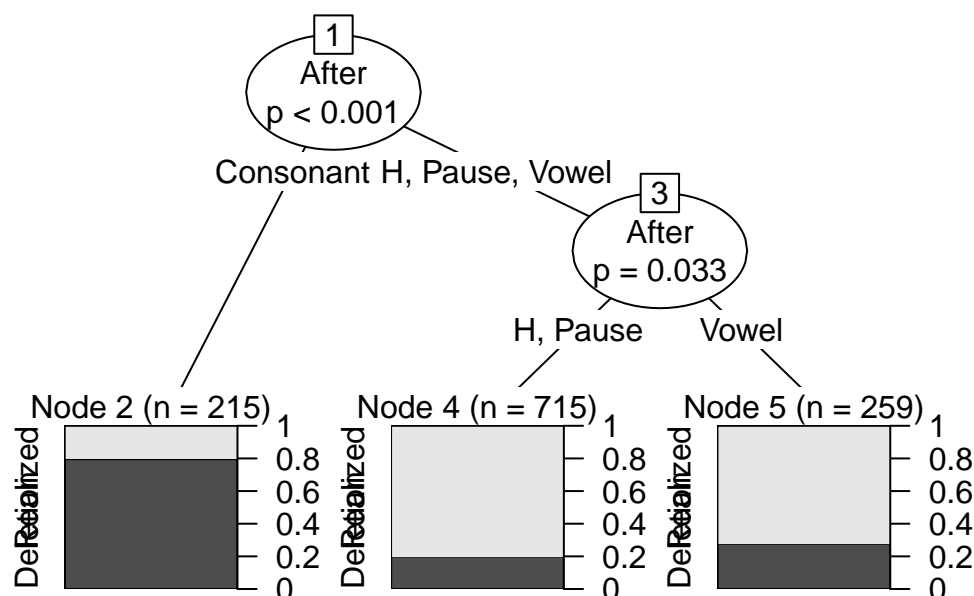 1
After
p < 0.001
Consonant H, Pause, Vowel
3
After
p = 0.033
H, Pause
Vowel
Node 2 (n = 215)
1
0.8
0.6
0.4
0.2
0
Node 4 (n = 715)
1
0.8
0.6
0.4
0.2
0
Node 5 (n = 259)
1
0.8
0.6
0.4
0.2
0